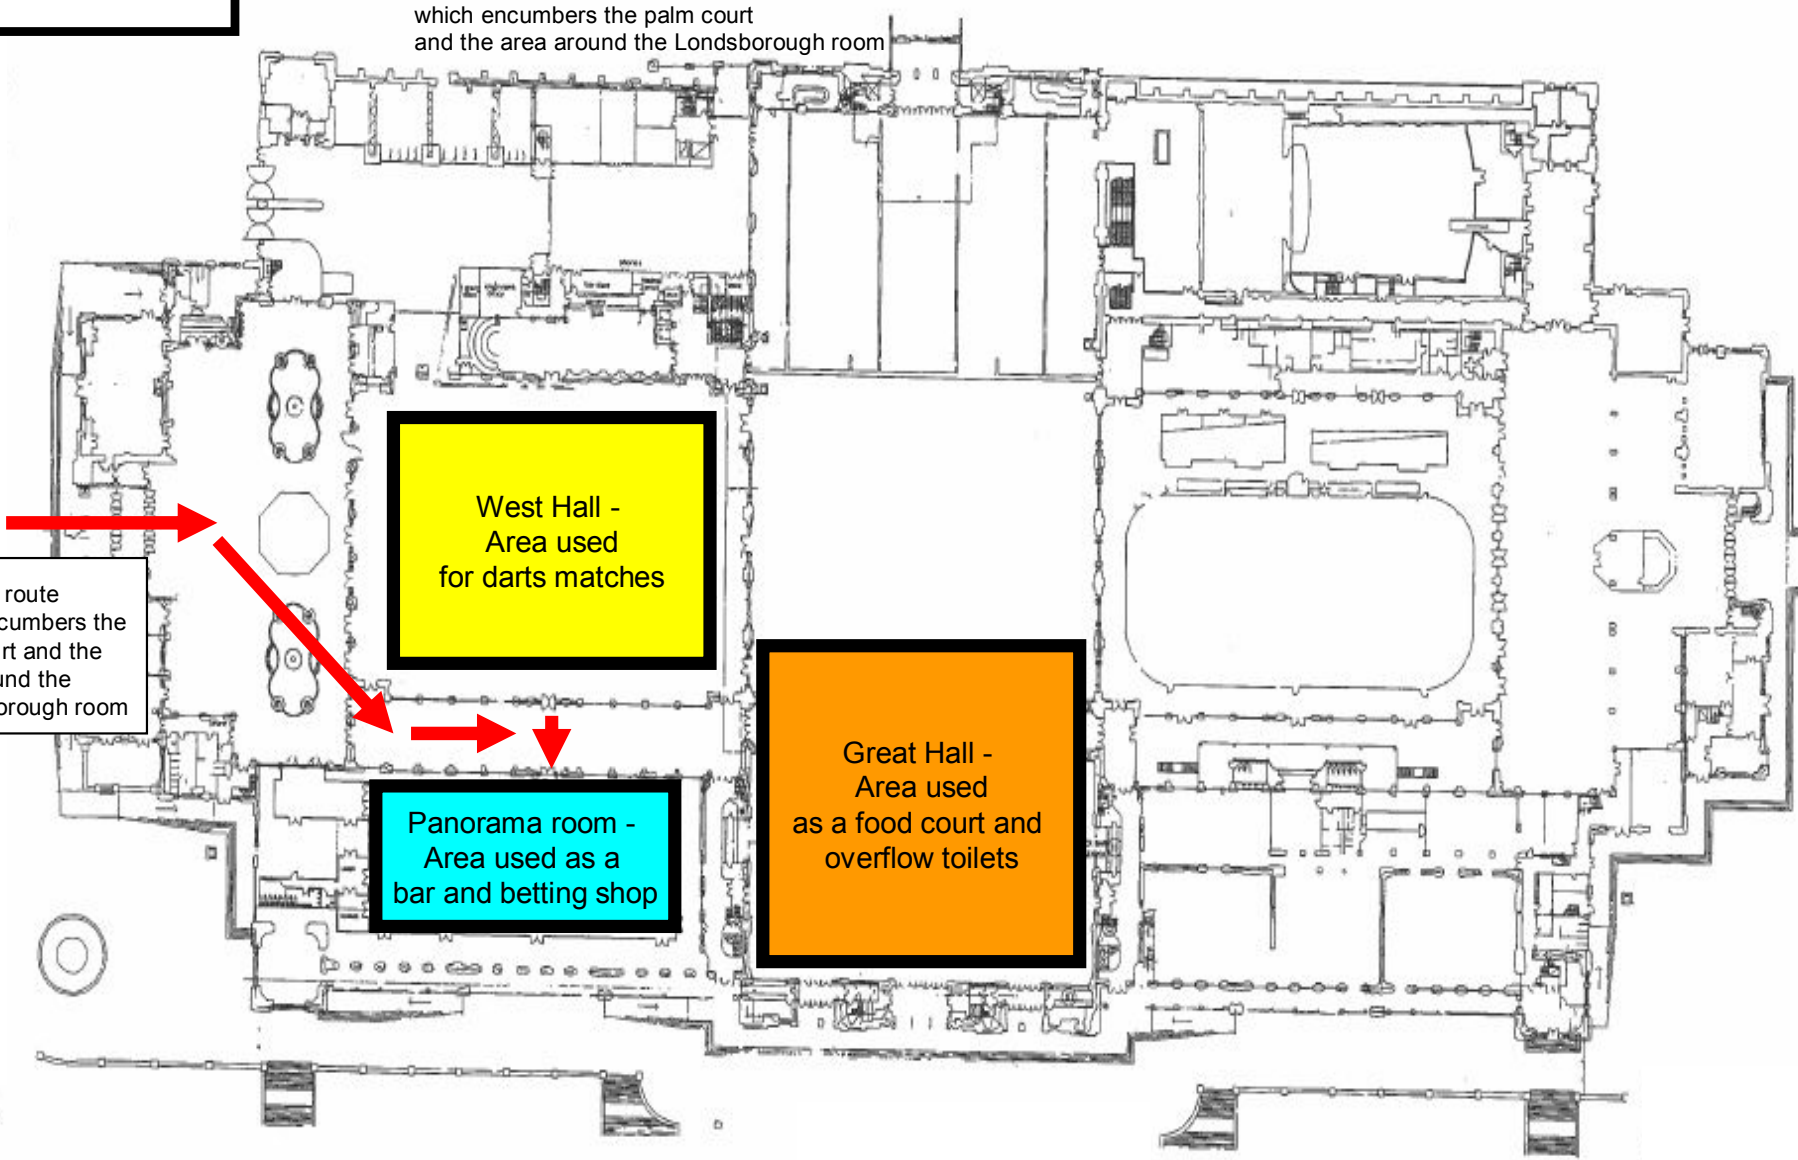 which encumbers the palm court
and the area around the Londsborough room
West Hall -
Area used
for darts matches
route
cumbers the
rt and the
und the
orough room
Great Hall -
Area used
as a food court and
overflow toilets
Panorama room -
Area used as a
bar and betting shop